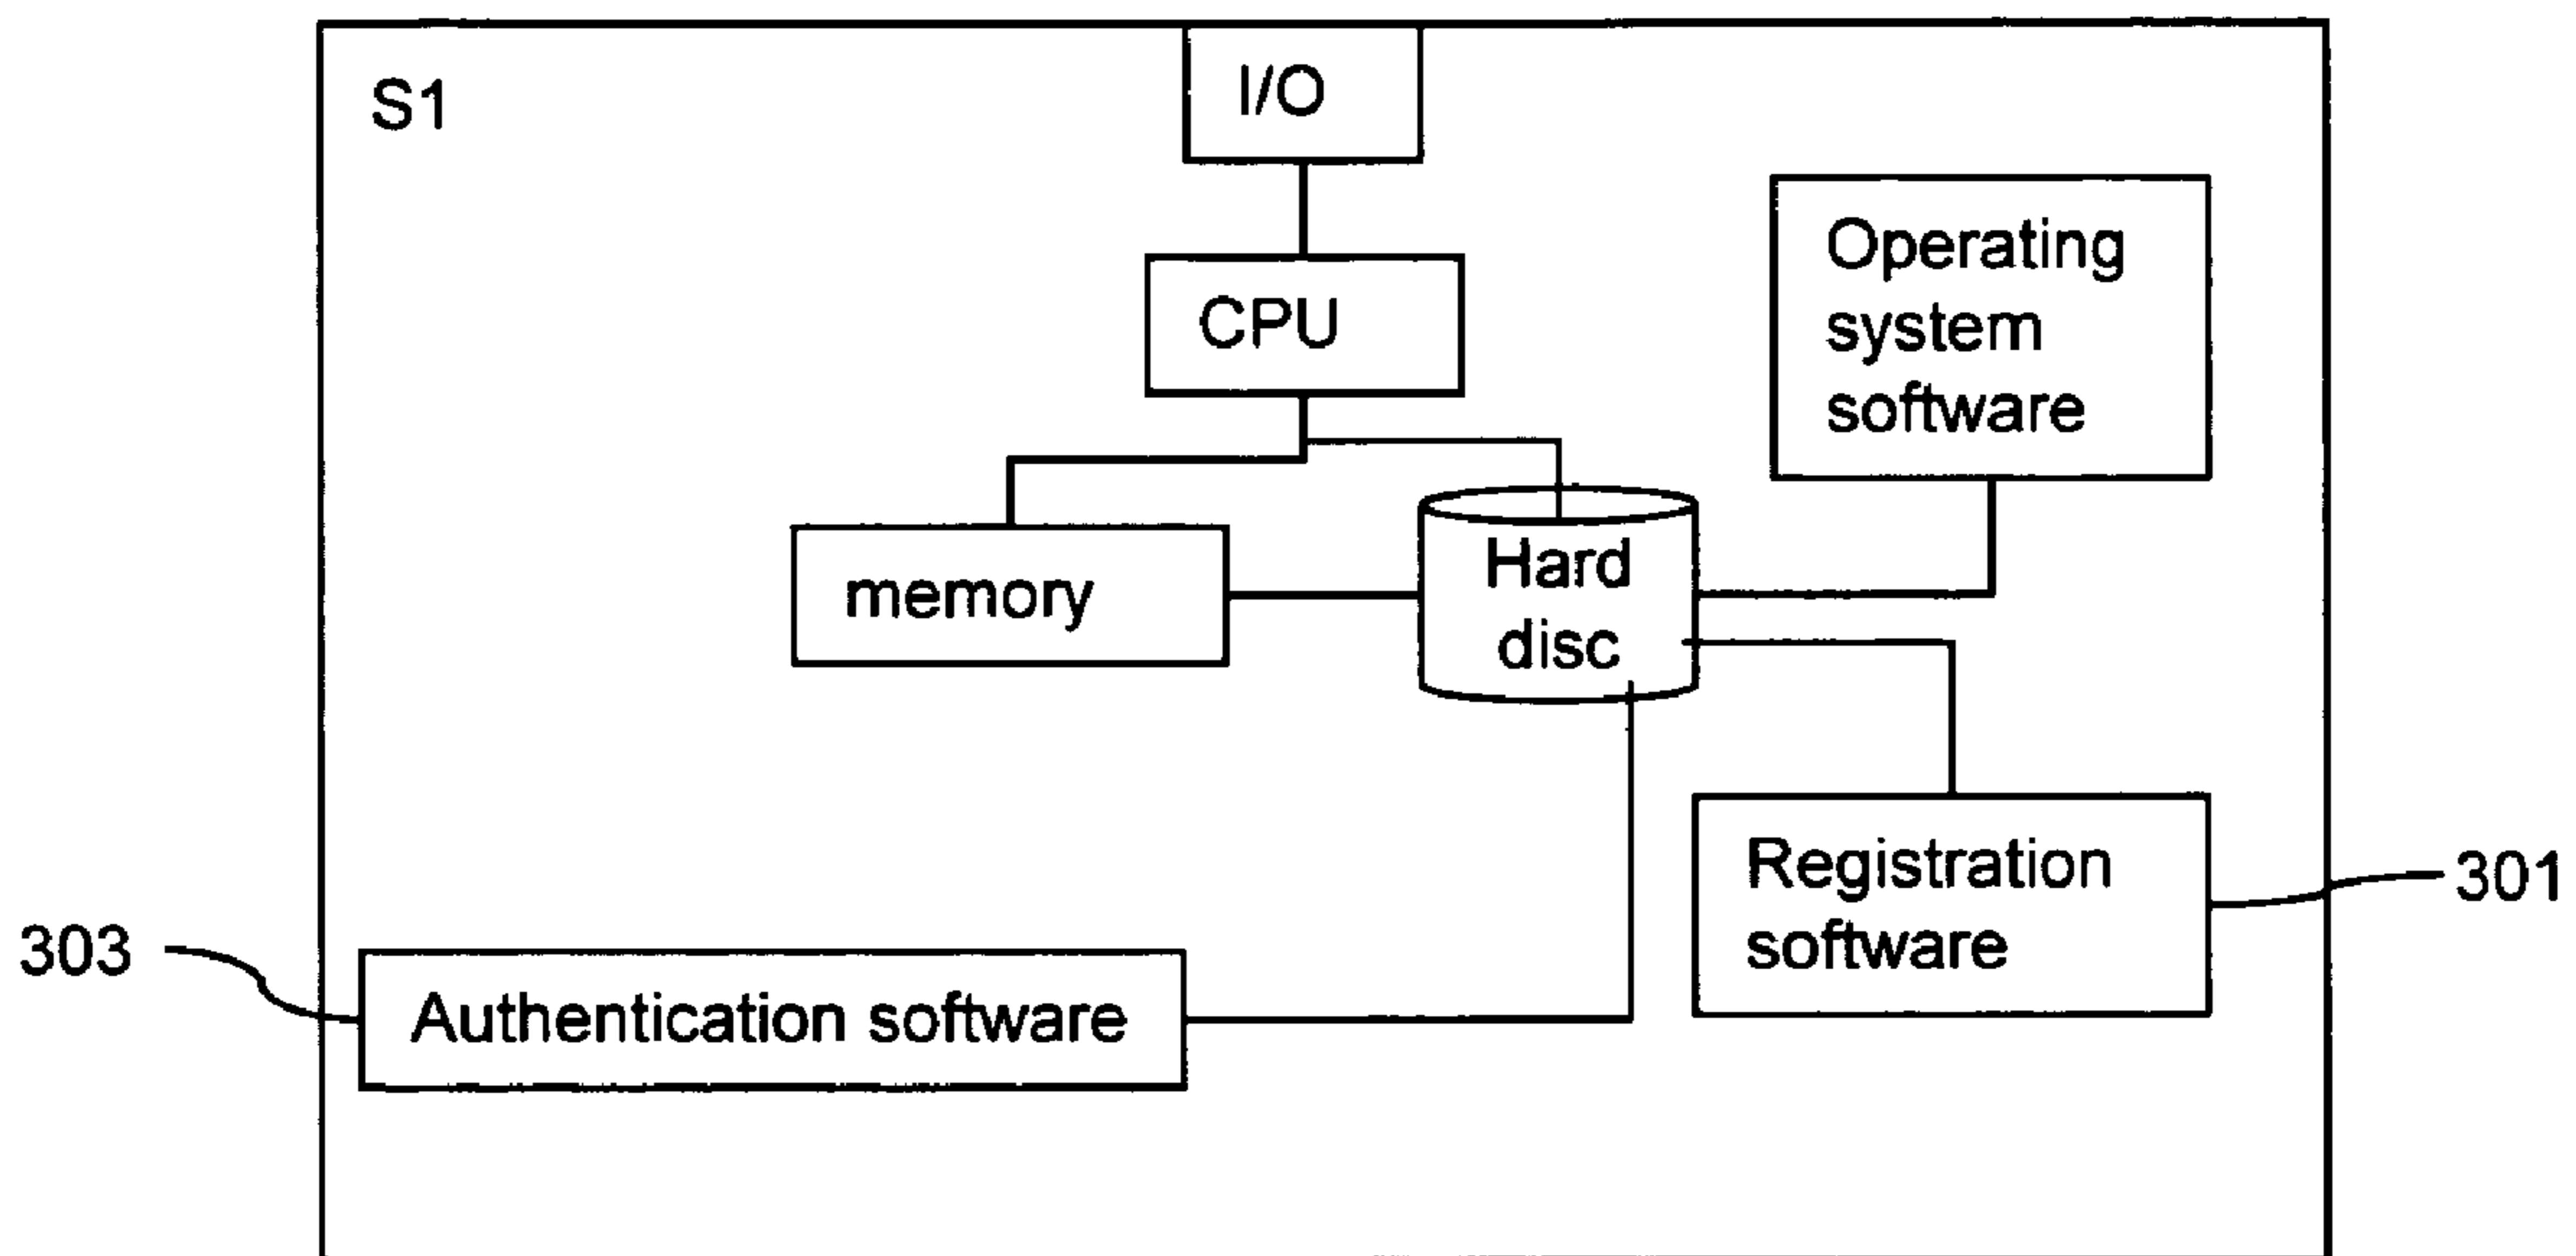 S1
I/O
CPU
Operating
system
software
memory
Hard
disc
Registration
software
301
303
Authentication software